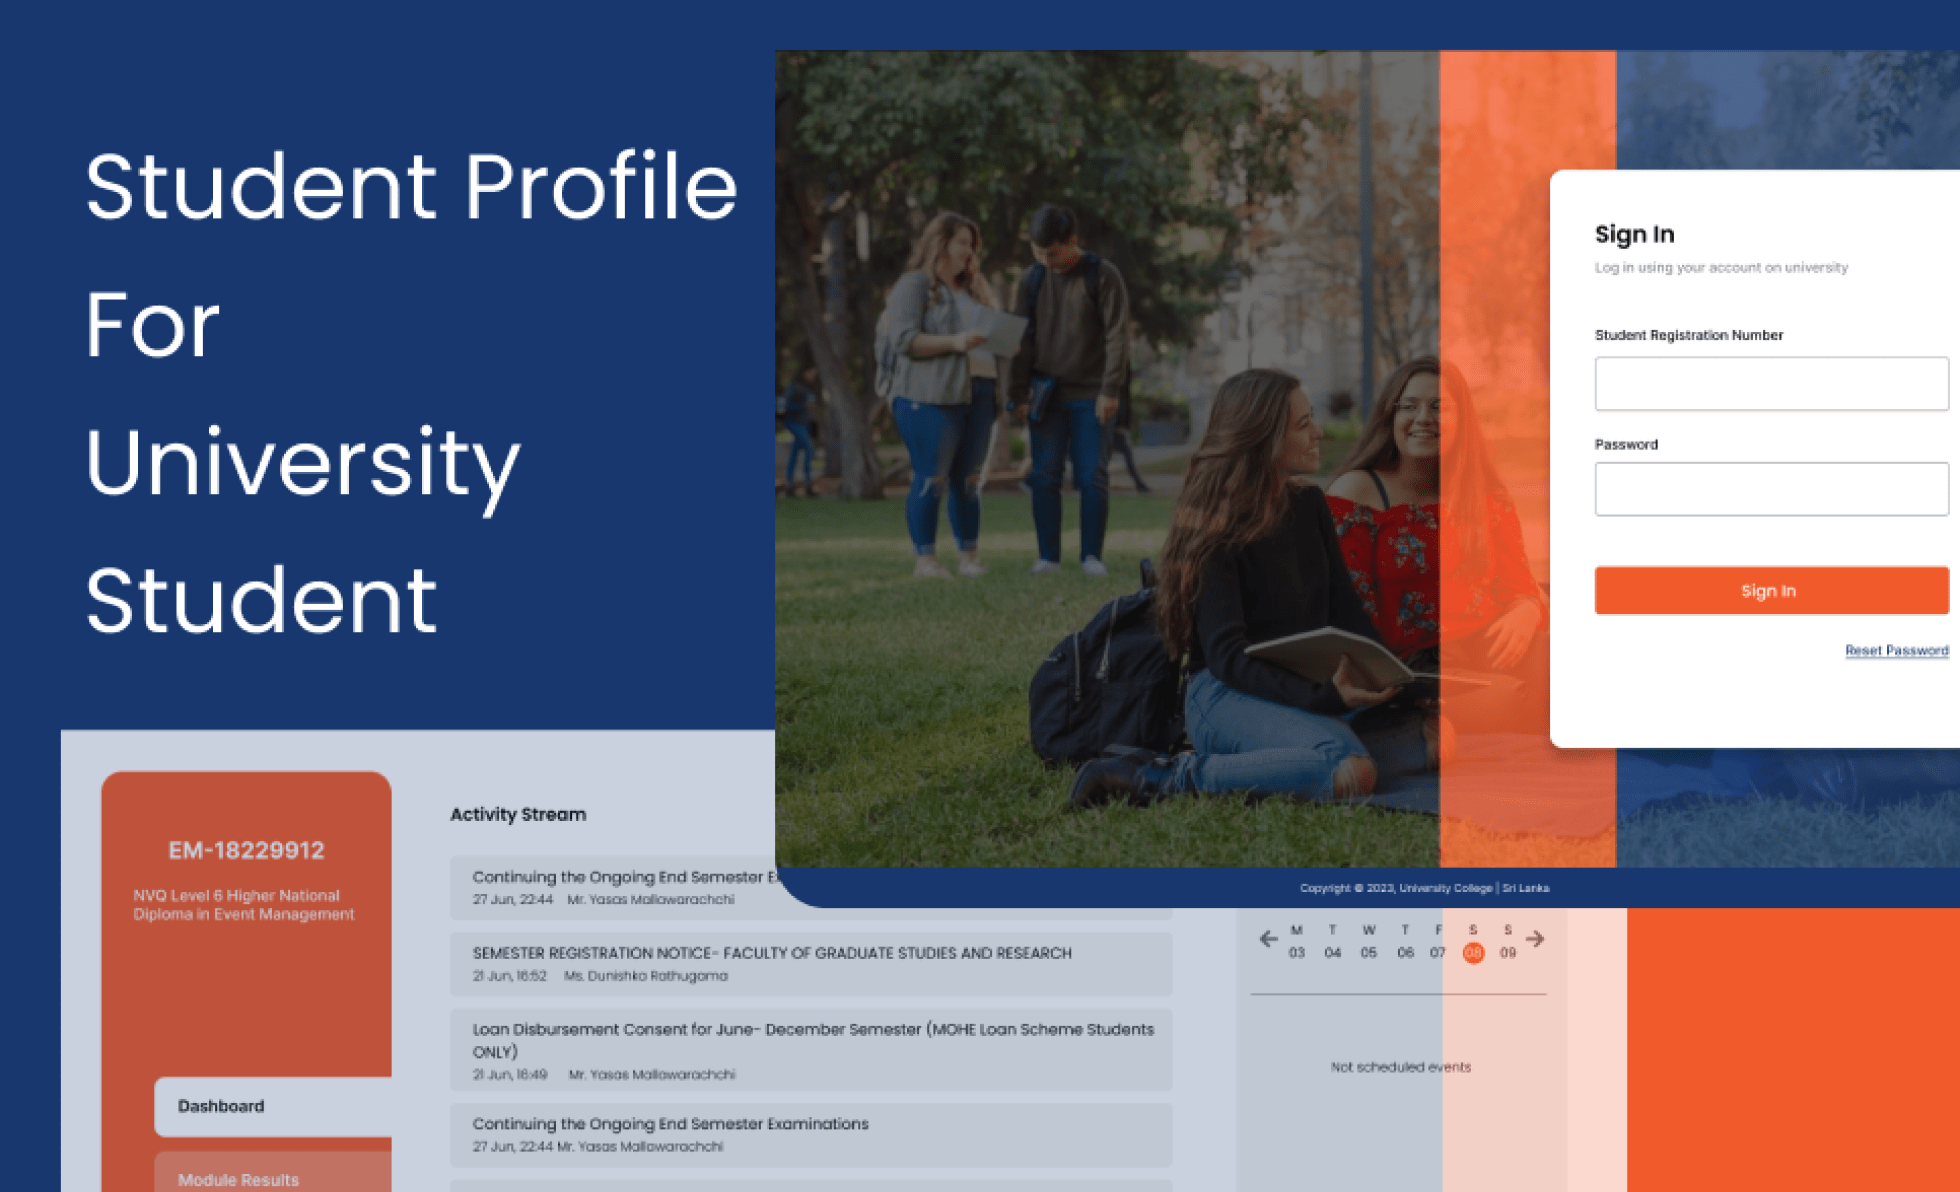 Student Profile
For
University
Student
Sign In
Log in using your account on university
Student Registration Number
Password
Sign In
Reset Password
Copyright © 2023, University College | Sri Lanka
EM-18229912
NVQ Level 6 Higher National
Diploma in Event Management
Dashboard
Module Results
Activity Stream
Continuing the Ongoing End Semester
27 Jun, 22:44 Mr. Yasas Mallawarachchi
SEMESTER REGISTRATION NOTICE- FACULTY OF GRADUATE STUDIES AND RESEARCH
21 Jun, 16:52 Ms. Dunishka Rathugama
Loan Disbursement Consent for June- December Semester (MOHE Loan Scheme Students
ONLY)
21 Jun, 16:49 Mr. Yasas Mallawarachchi
Continuing the Ongoing End Semester Examinations
27 Jun, 22:44 Mr. Yasas Mallawarachchi
M T W T F S S
03 04 05 06 07 08 09
Not scheduled events